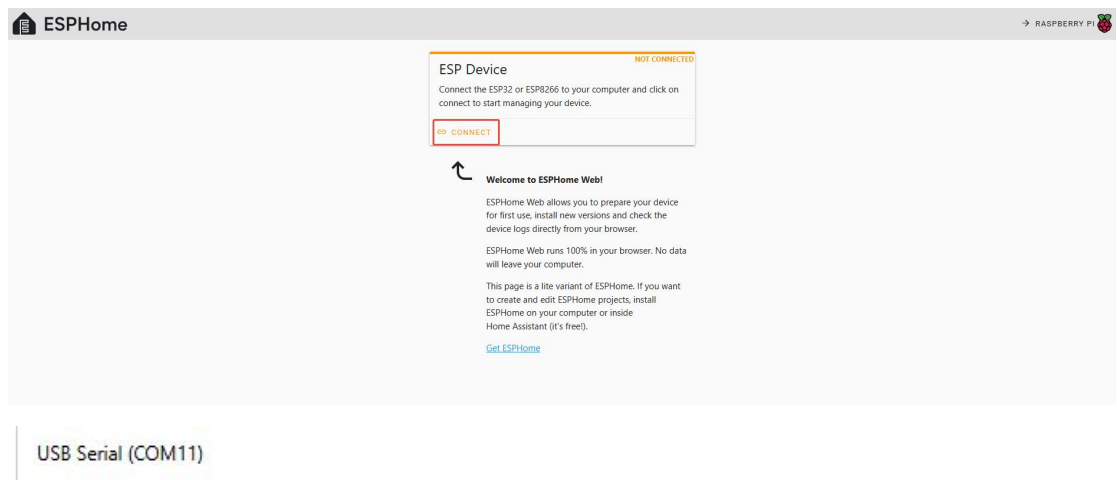 ESPHome
→ RASPBERRY PI
NOT CONNECTED
ESP Device
Connect the ESP32 or ESP8266 to your computer and click on
connect to start managing your device.
CONNECT
Welcome to ESPHome Web!
ESPHome Web allows you to prepare your device
for first use, install new versions and check the
device logs directly from your browser.
ESPHome Web runs 100% in your browser. No data
will leave your computer.
This page is a lite variant of ESPHome. If you want
to create and edit ESPHome projects, install
ESPHome on your computer or inside
Home Assistant (it's free!).
Get ESPHome
USB Serial (COM11)